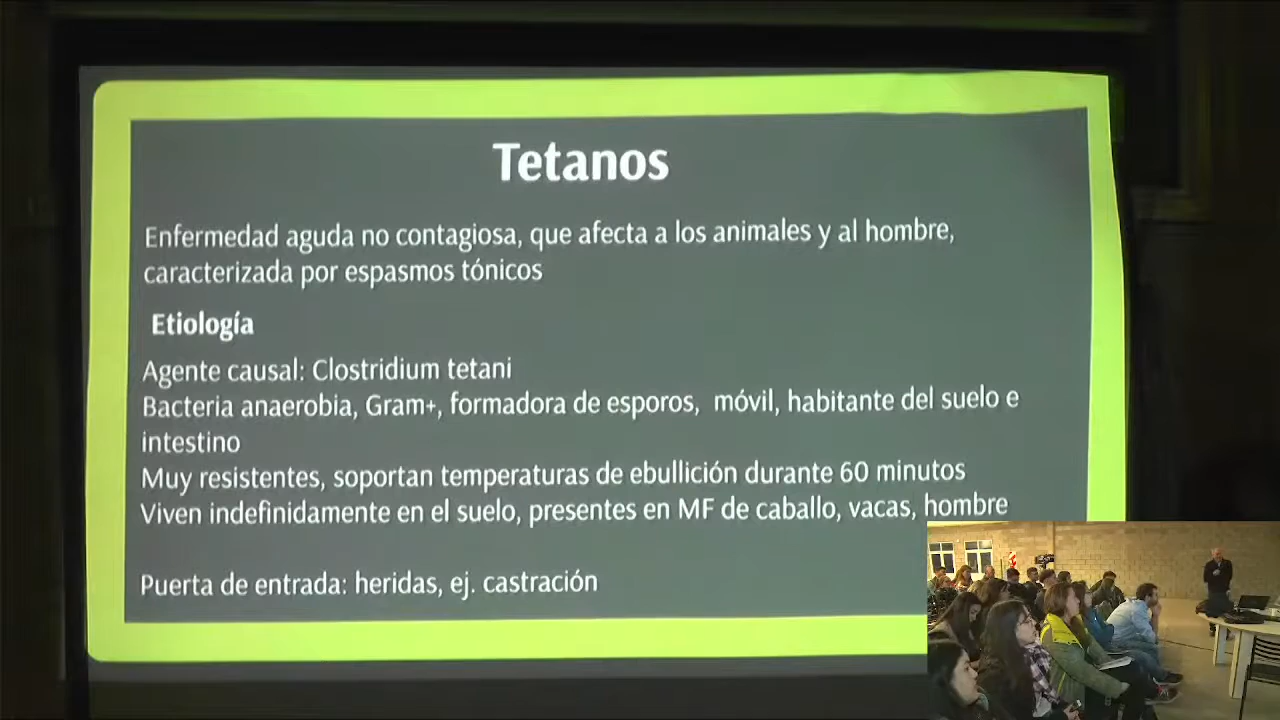 Tetanos
Enfermedad aguda no contagiosa, que afecta a los animales y al hombre,
caracterizada por espasmos tónicos
Etiología
Agente causal: Clostridium tetani
Bacteria anaerobia, Gram+, formadora de esporos, móvil, habitante del suelo e
intestino
Muy resistentes, soportan temperaturas de ebullición durante 60 minutos
Viven indefinidamente en el suelo, presentes en MF de caballo, vacas, hombre
Puerta de entrada: heridas, ej. castración